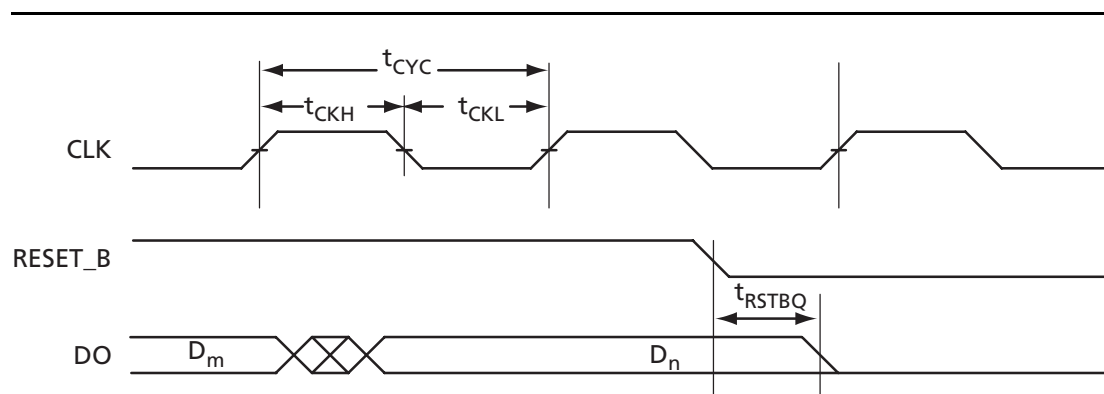 tCYC
tCKH
tCKL
CLK
RESET_B
tRSTBQ
DO
Dm
Dn